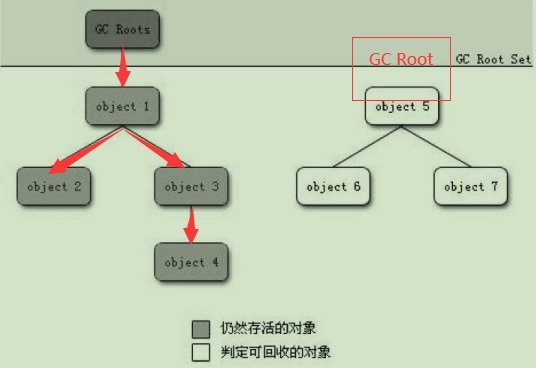 GC Roots
GC Root
GC Root Set
object 1
object 5
object 2
object 3
object 6
object 7
object 4
仍然存活的对象
判定可回收的对象